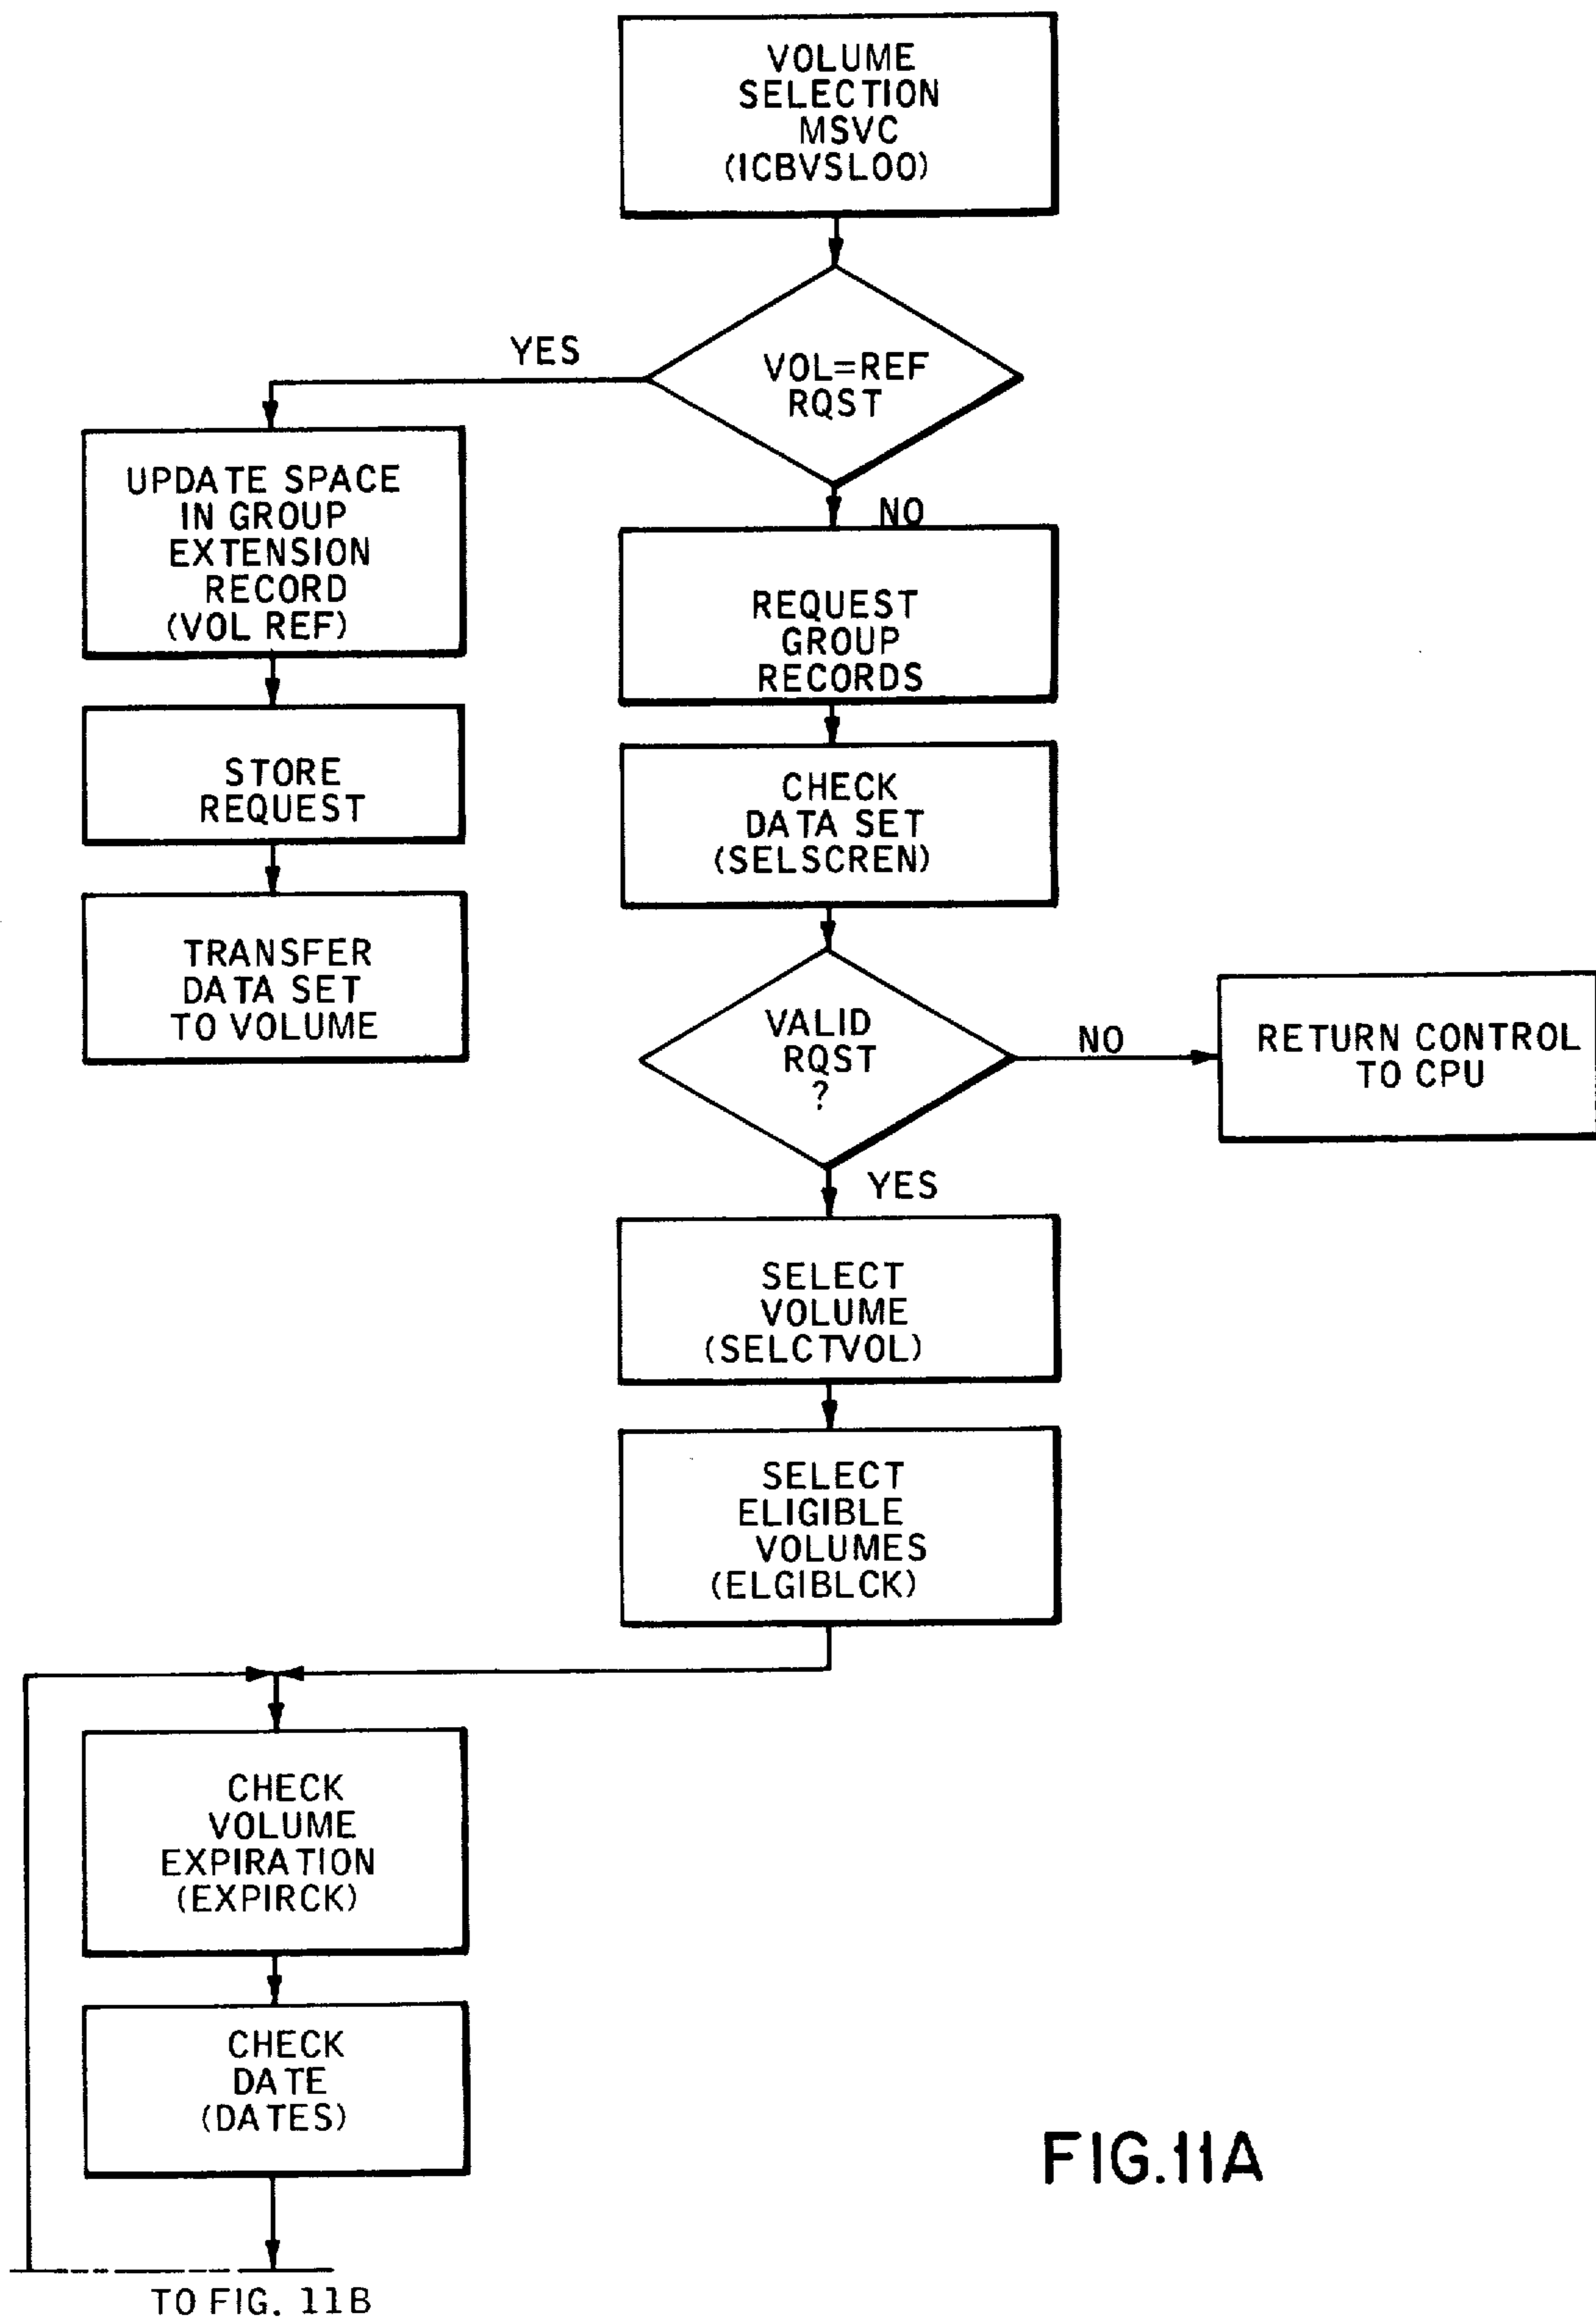 VOLUME
SELECTION
MSVC
(ICBVSL00)
VOL=REF
RQST
YES
NO
UPDATE SPACE
IN GROUP
EXTENSION
RECORD
(VOL REF)
STORE
REQUEST
TRANSFER
DATA SET
TO VOLUME
REQUEST
GROUP
RECORDS
CHECK
DATA SET
(SELSCREN)
VALID
RQST
?
NO
RETURN CONTROL
TO CPU
YES
SELECT
VOLUME
(SELCTVOL)
SELECT
ELIGIBLE
VOLUMES
(ELGIBLCK)
CHECK
VOLUME
EXPIRATION
(EXPIRCK)
CHECK
DATE
(DATES)
TO FIG. 11B
FIG.11A